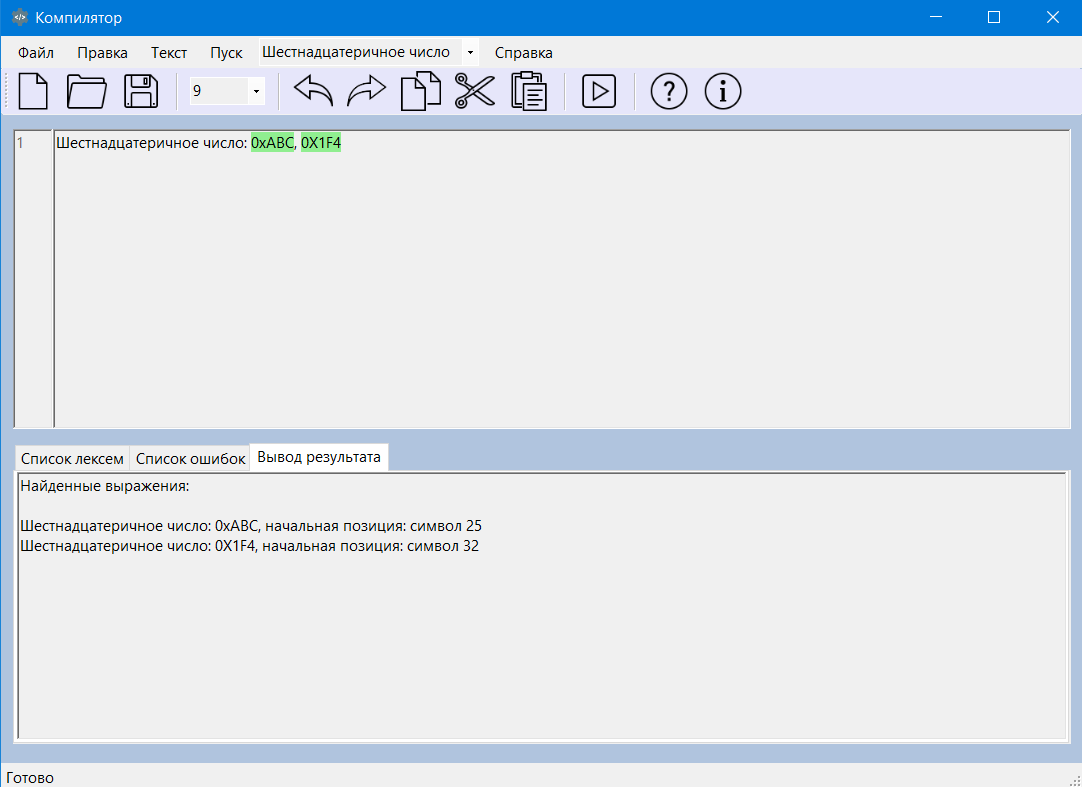 Компилятор
Файл Правка Текст Пуск Шестнадцатеричное число Справка
9
1 Шестнадцатеричное число: 0xABC, 0X1F4
Список лексем Список ошибок Вывод результата
Найденные выражения:
Шестнадцатеричное число: 0xABC, начальная позиция: символ 25
Шестнадцатеричное число: 0X1F4, начальная позиция: символ 32
Готово